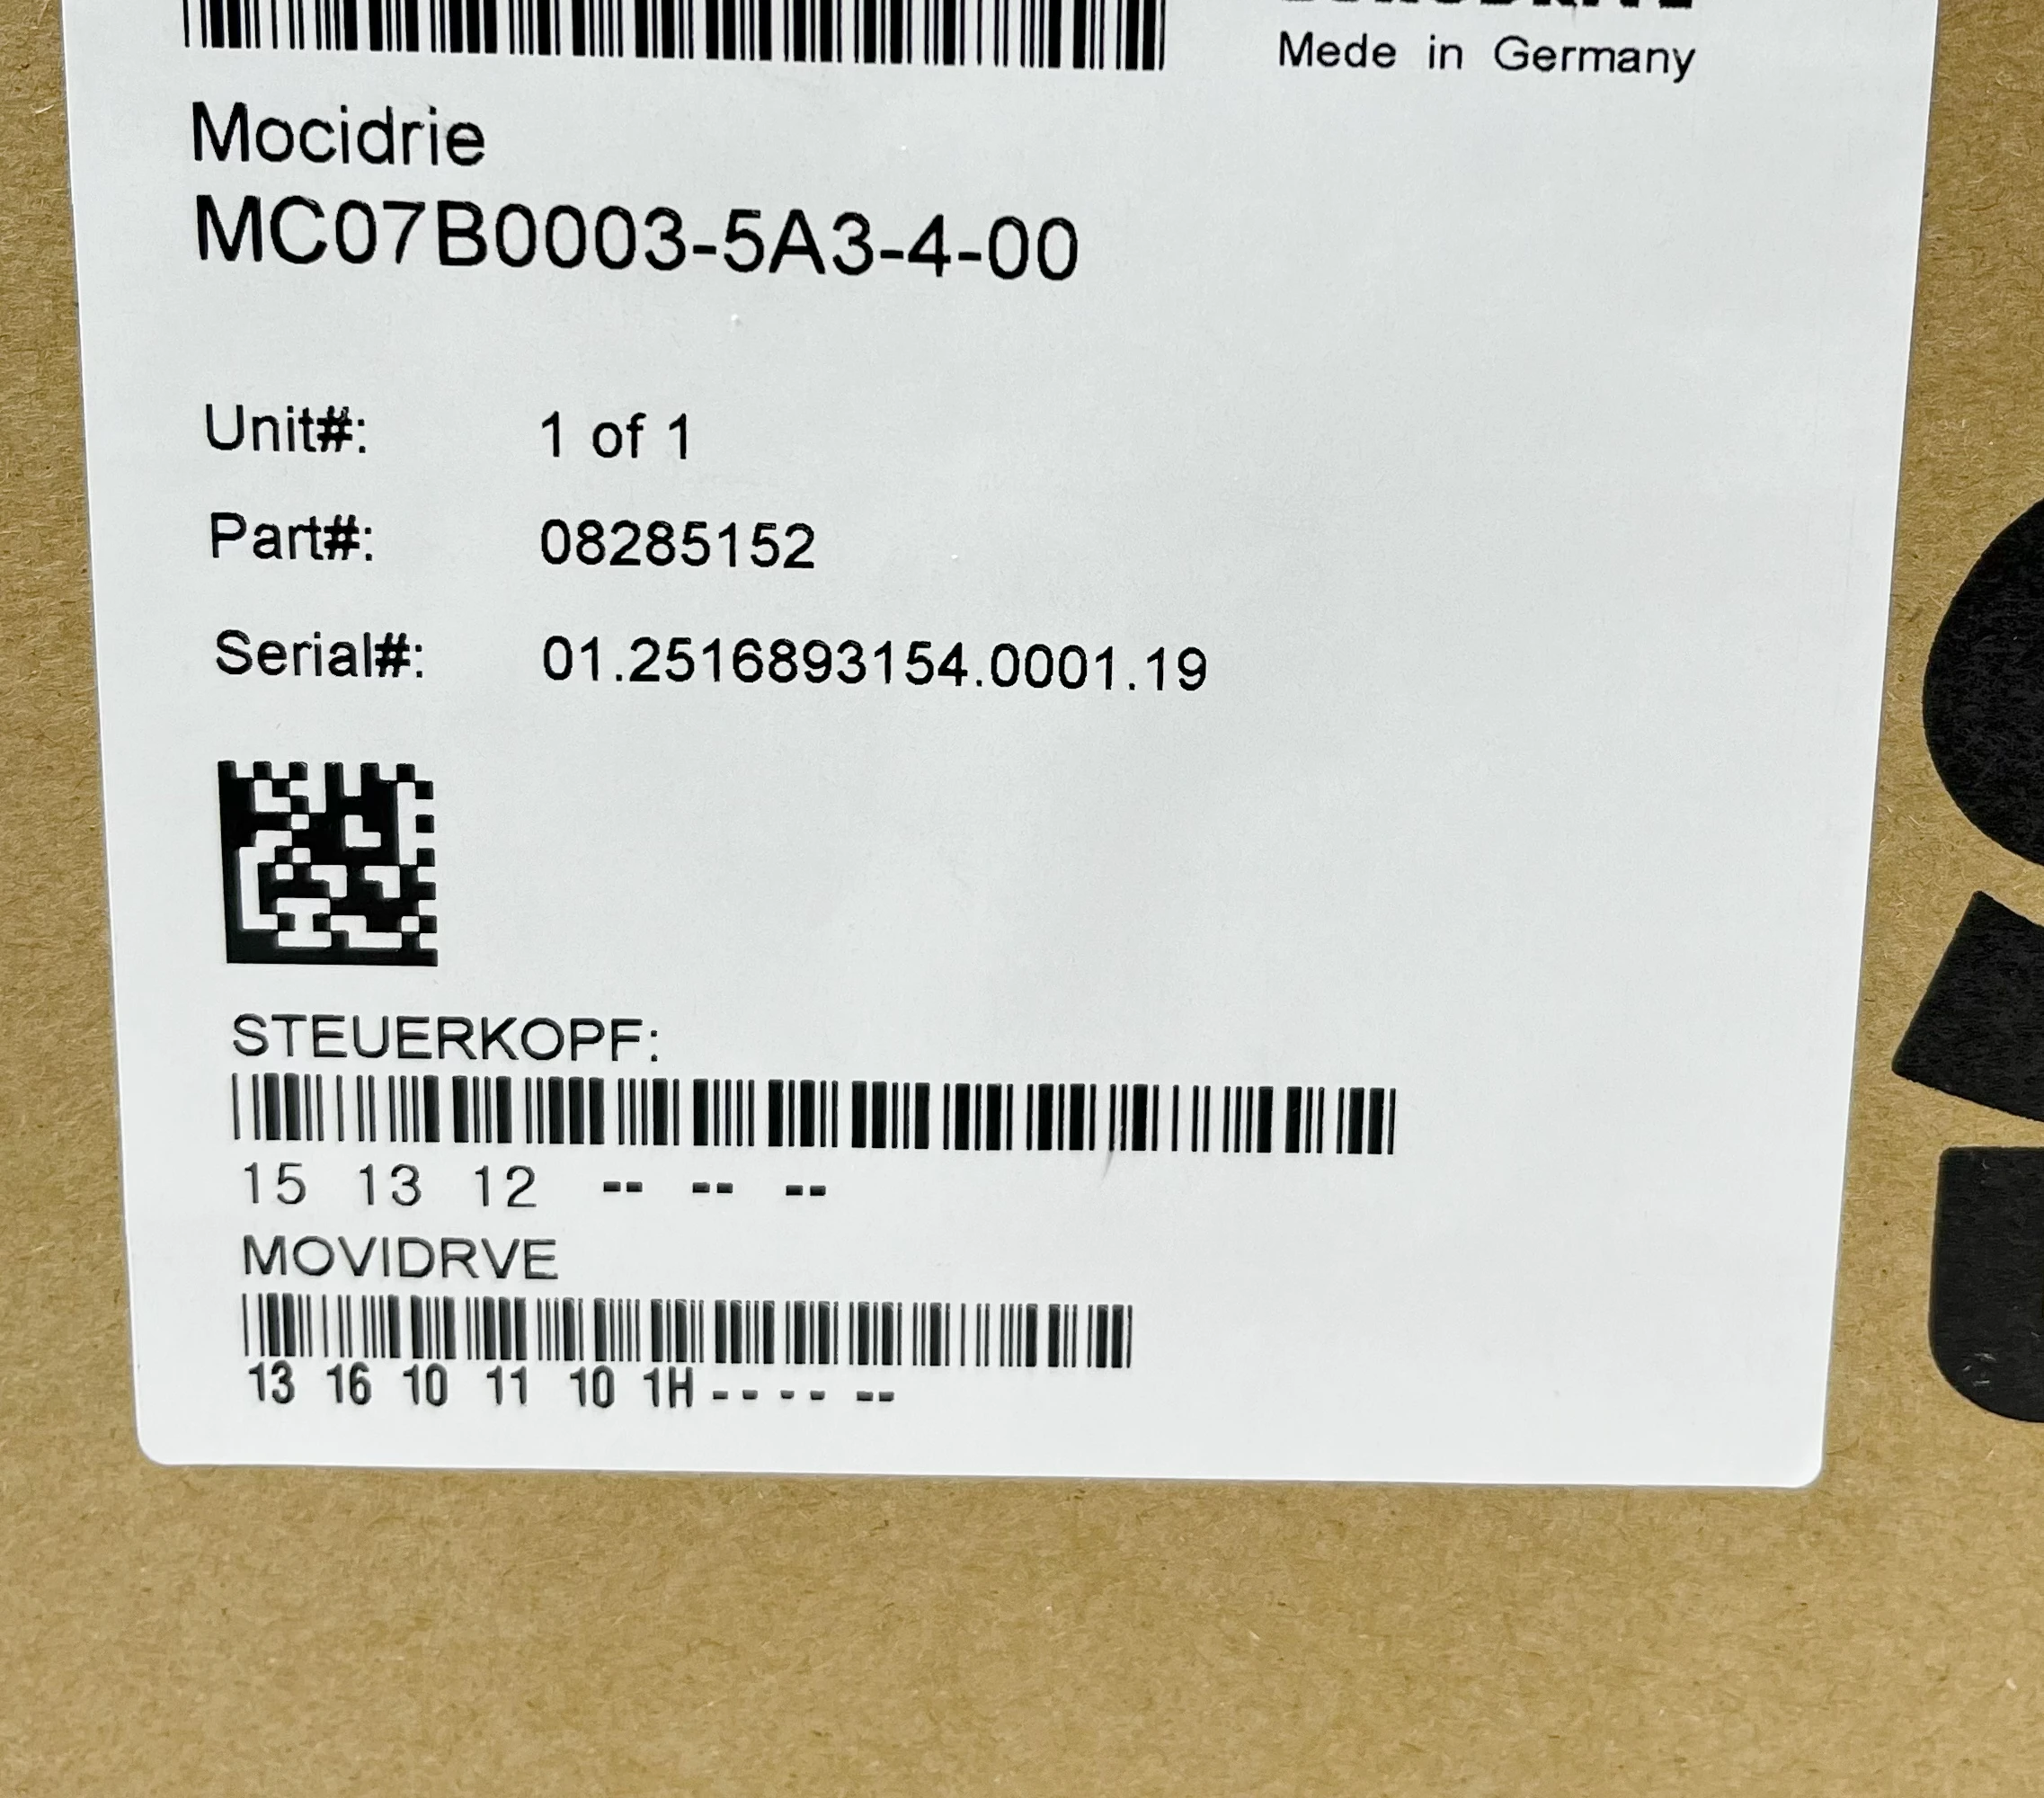 Mede in Germany
Mocidrie
MC07B0003-5A3-4-00
Unit#: 1 of 1
Part#: 08285152
Serial#: 01.2516893154.0001.19
STEUERKOPF:
15 13 12 -- -- --
MOVIDRVE
13 16 10 11 10 1H -- -- --